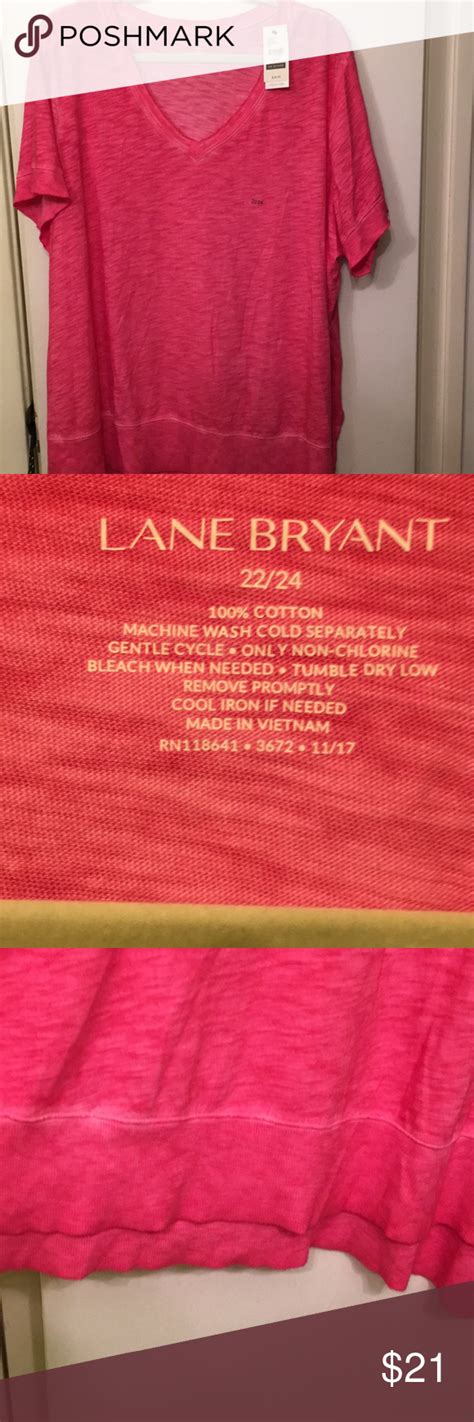 POSHMARK
LANE BRYANT
22/24
100% COTTON
MACHINE WASH COLD SEPARATELY
GENTLE CYCLE • ONLY NON-CHLORINE
BLEACH WHEN NEEDED • TUMBLE DRY LOW
REMOVE PROMPTLY
COOL IRON IF NEEDED
MADE IN VIETNAM
RN118641 • 3672 • 11/17
$21